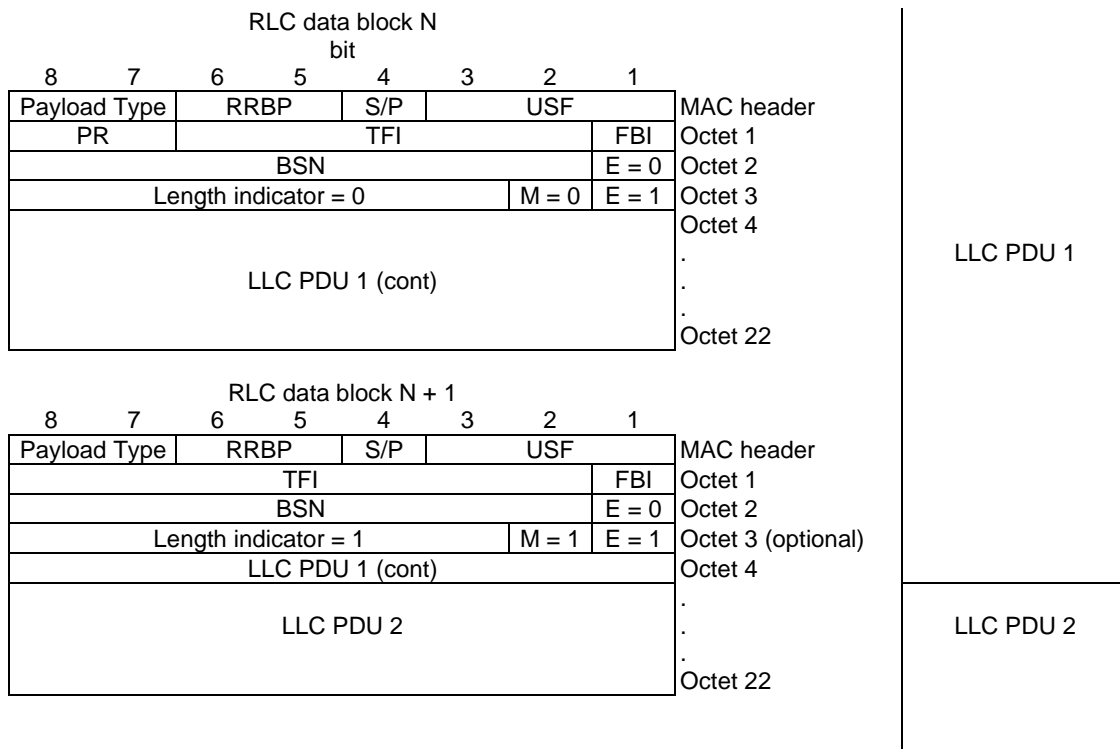 RLC data block N
bit
8 7 6 5 4 3 2 1
Payload Type RRBP S/P USF MAC header
PR TFI FBI Octet 1
BSN E = 0 Octet 2
Length indicator = 0 M = 0 E = 1 Octet 3
Octet 4
.
LLC PDU 1 (cont)
.
.
Octet 22
LLC PDU 1
RLC data block N + 1
8 7 6 5 4 3 2 1
Payload Type RRBP S/P USF MAC header
TFI FBI Octet 1
BSN E = 0 Octet 2
Length indicator = 1 M = 1 E = 1 Octet 3 (optional)
LLC PDU 1 (cont) Octet 4
.
LLC PDU 2
.
.
Octet 22
LLC PDU 2